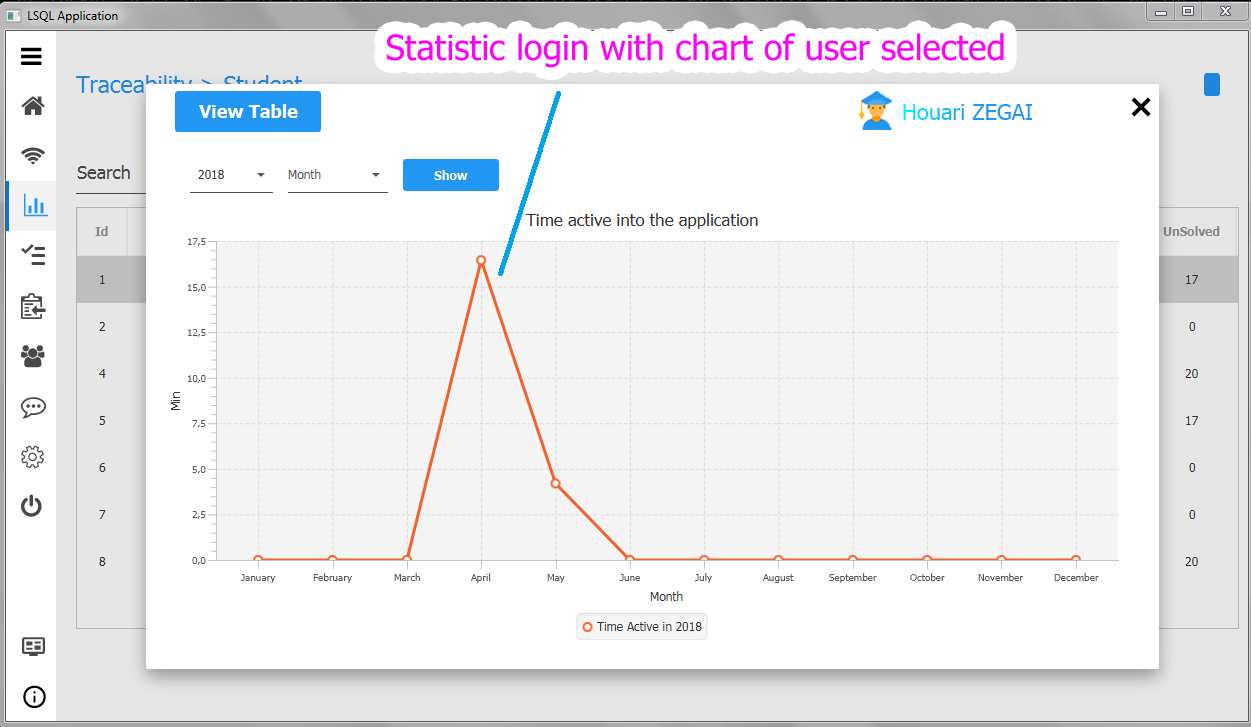 LSQL Application
Statistic login with chart of user selected
Traceability > Student
View Table
Houari ZEGAI
Search
2018
Month
Show
Time active into the application
Id
UnSolved
1
17
2
0
4
20
5
17
6
0
7
0
8
20
Min
17,5
15,0
12,5
10,0
7,5
5,0
2,5
0,0
January February March April May June July August September October November December
Month
Time Active in 2018